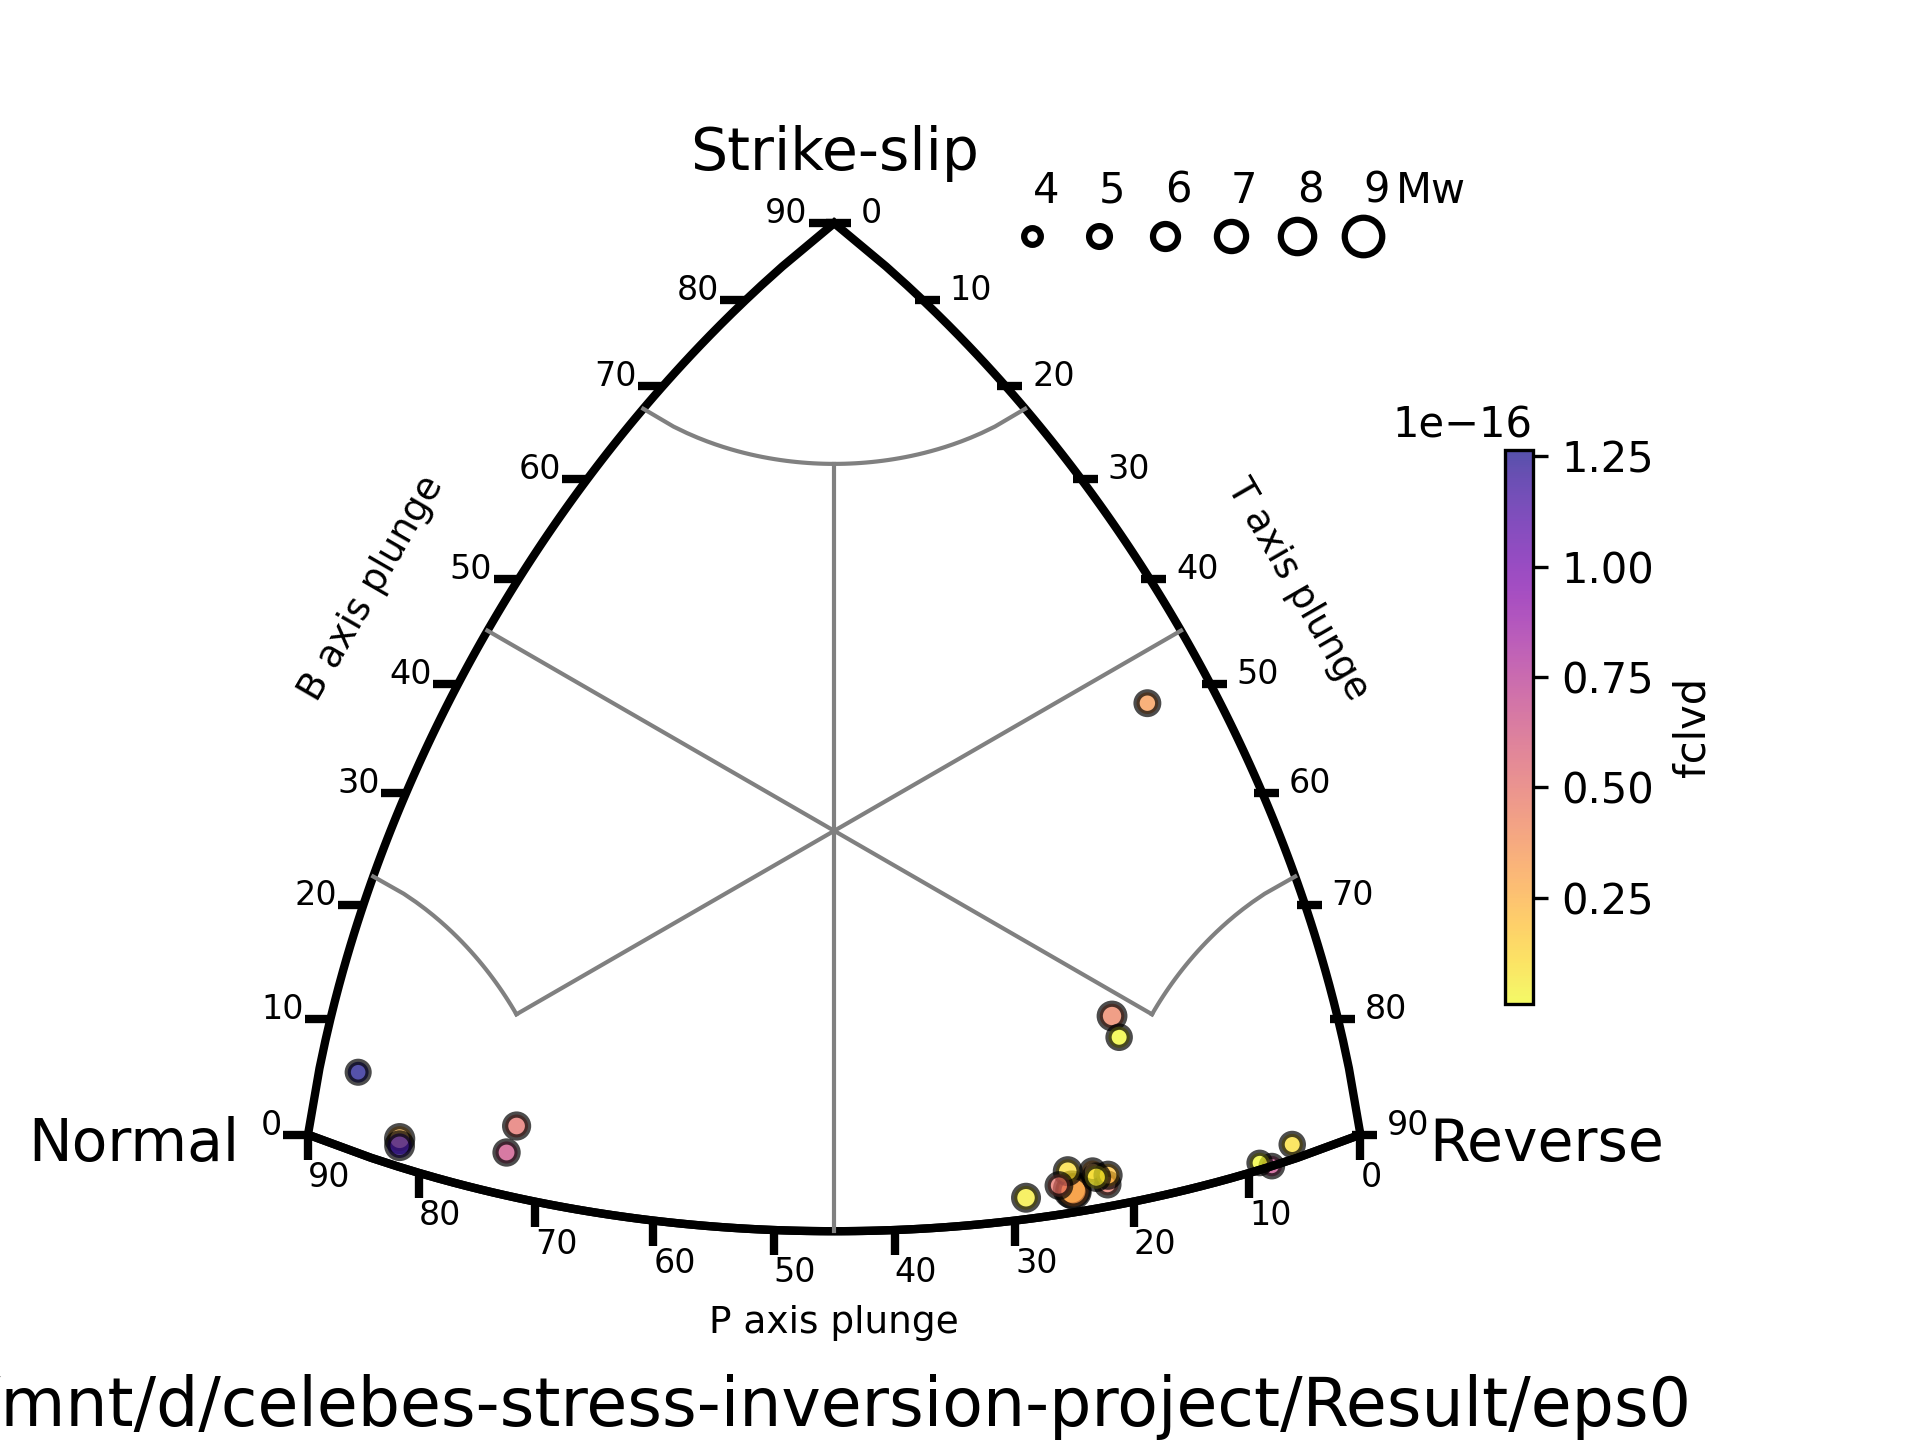 Strike-slip
4 5 6 7 8 9 Mw
90 0
80 10
70 20
60 30
50 40
40 50
30 60
20 70
10 80
0 90
B axis plunge
T axis plunge
1e−16
1.25
1.00
0.75
0.50
0.25
fclvd
Normal
Reverse
90 80 70 60 50 40 30 20 10 0
P axis plunge
mnt/d/celebes-stress-inversion-project/Result/eps0